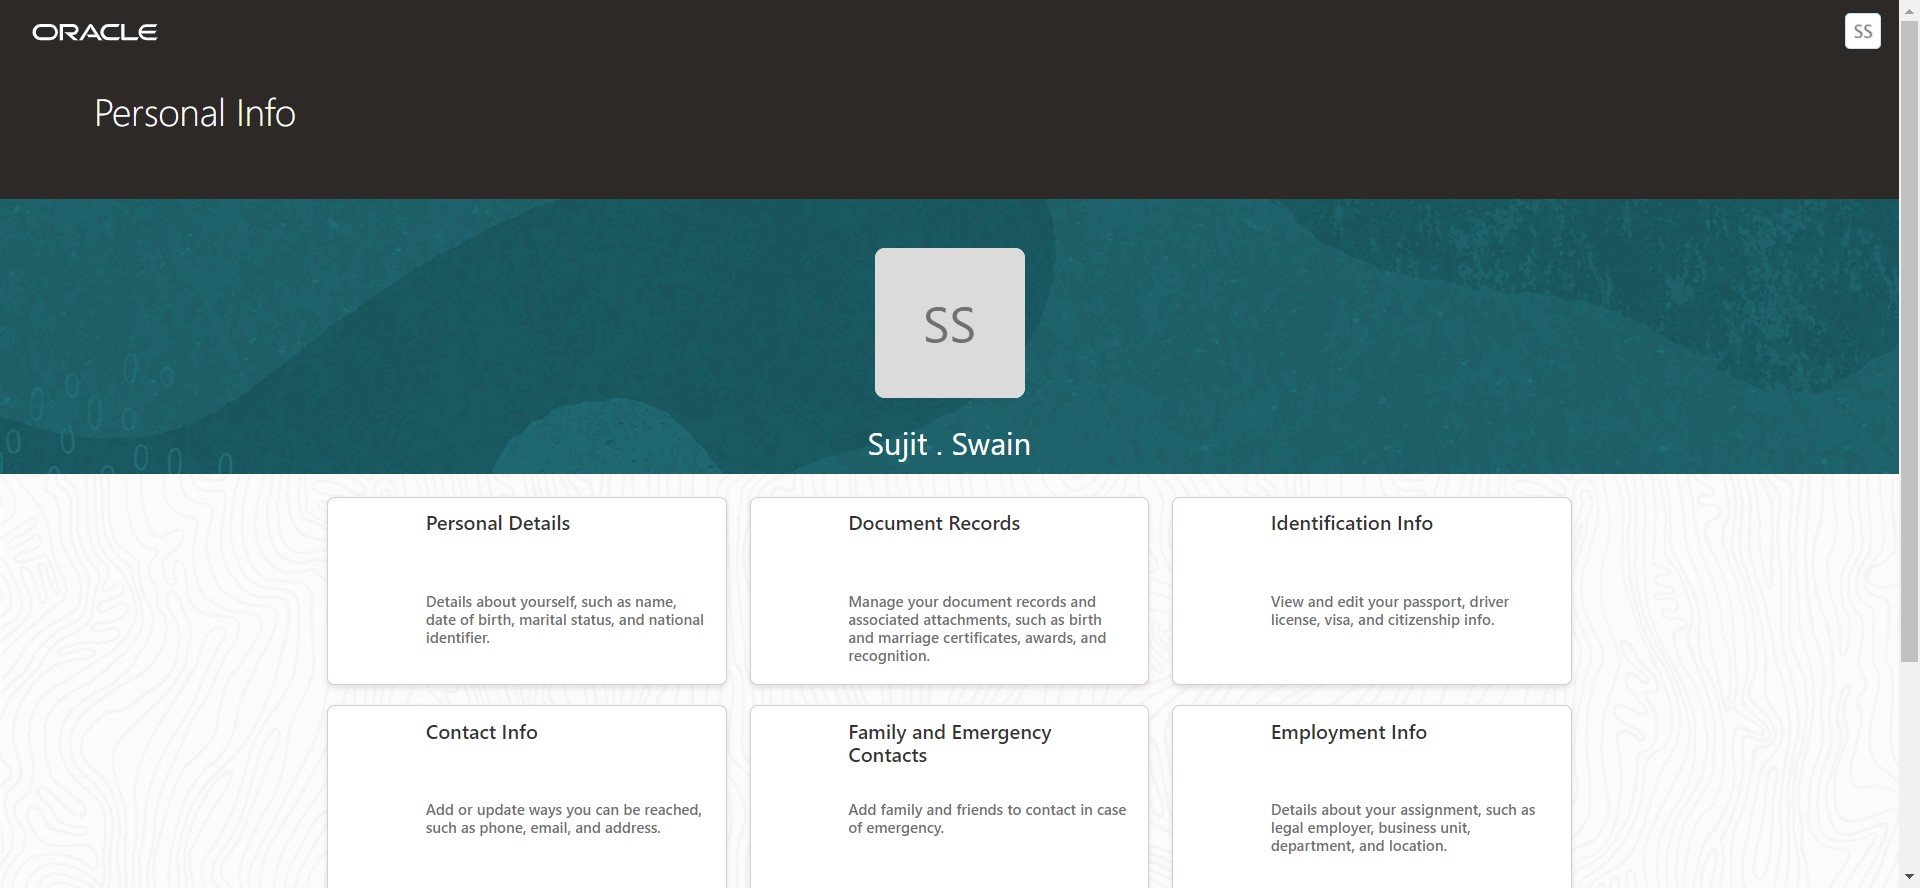 ORACLE
SS
Personal Info
SS
Sujit . Swain
Personal Details
Details about yourself, such as name,
date of birth, marital status, and national
identifier.
Document Records
Manage your document records and
associated attachments, such as birth
and marriage certificates, awards, and
recognition.
Identification Info
View and edit your passport, driver
license, visa, and citizenship info.
Contact Info
Add or update ways you can be reached,
such as phone, email, and address.
Family and Emergency
Contacts
Add family and friends to contact in case
of emergency.
Employment Info
Details about your assignment, such as
legal employer, business unit,
department, and location.